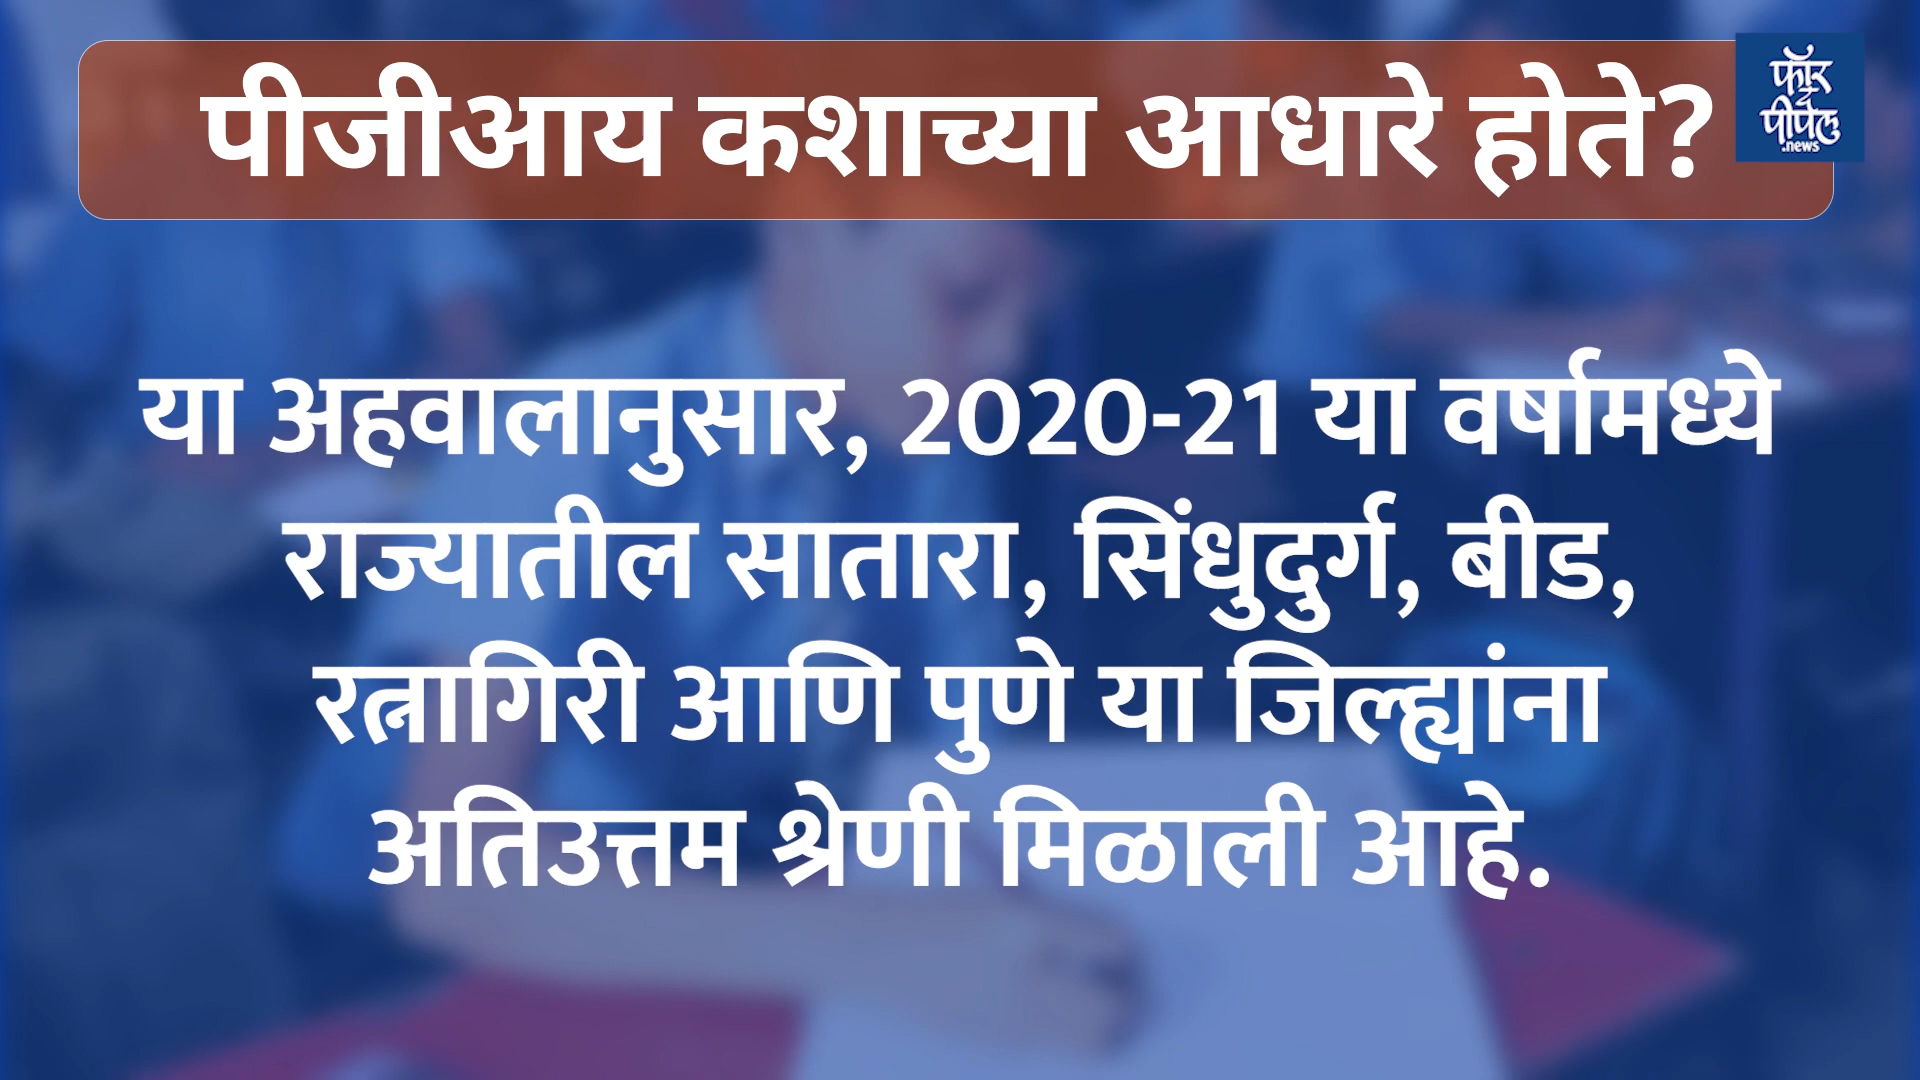 पीजीआय कशाच्या आधारे होते?
फॉर
पीपल
.news
या अहवालानुसार, 2020-21 या वर्षामध्ये
राज्यातील सातारा, सिंधुदुर्ग, बीड,
रत्नागिरी आणि पुणे या जिल्ह्यांना
अतिउत्तम श्रेणी मिळाली आहे.